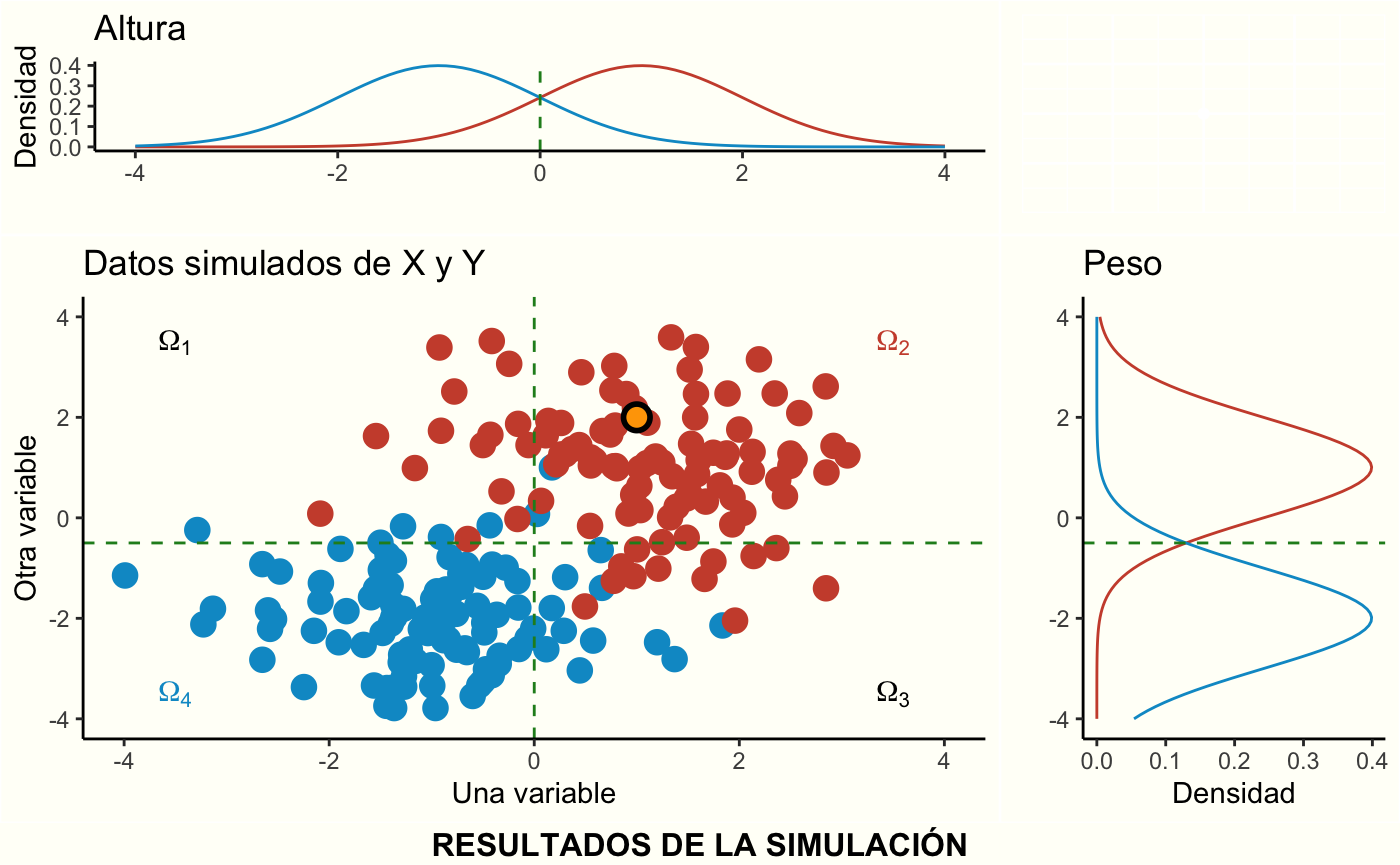 Altura
Densidad
0.4
0.3
0.2
0.1
0.0
-4 -2 0 2 4
Datos simulados de X y Y
Otra variable
4
2
0
-2
-4
Ω1
Ω2
Ω4
Ω3
-4 -2 0 2 4
Una variable
Peso
4
2
0
-2
-4
0.0 0.1 0.2 0.3 0.4
Densidad
RESULTADOS DE LA SIMULACIÓN